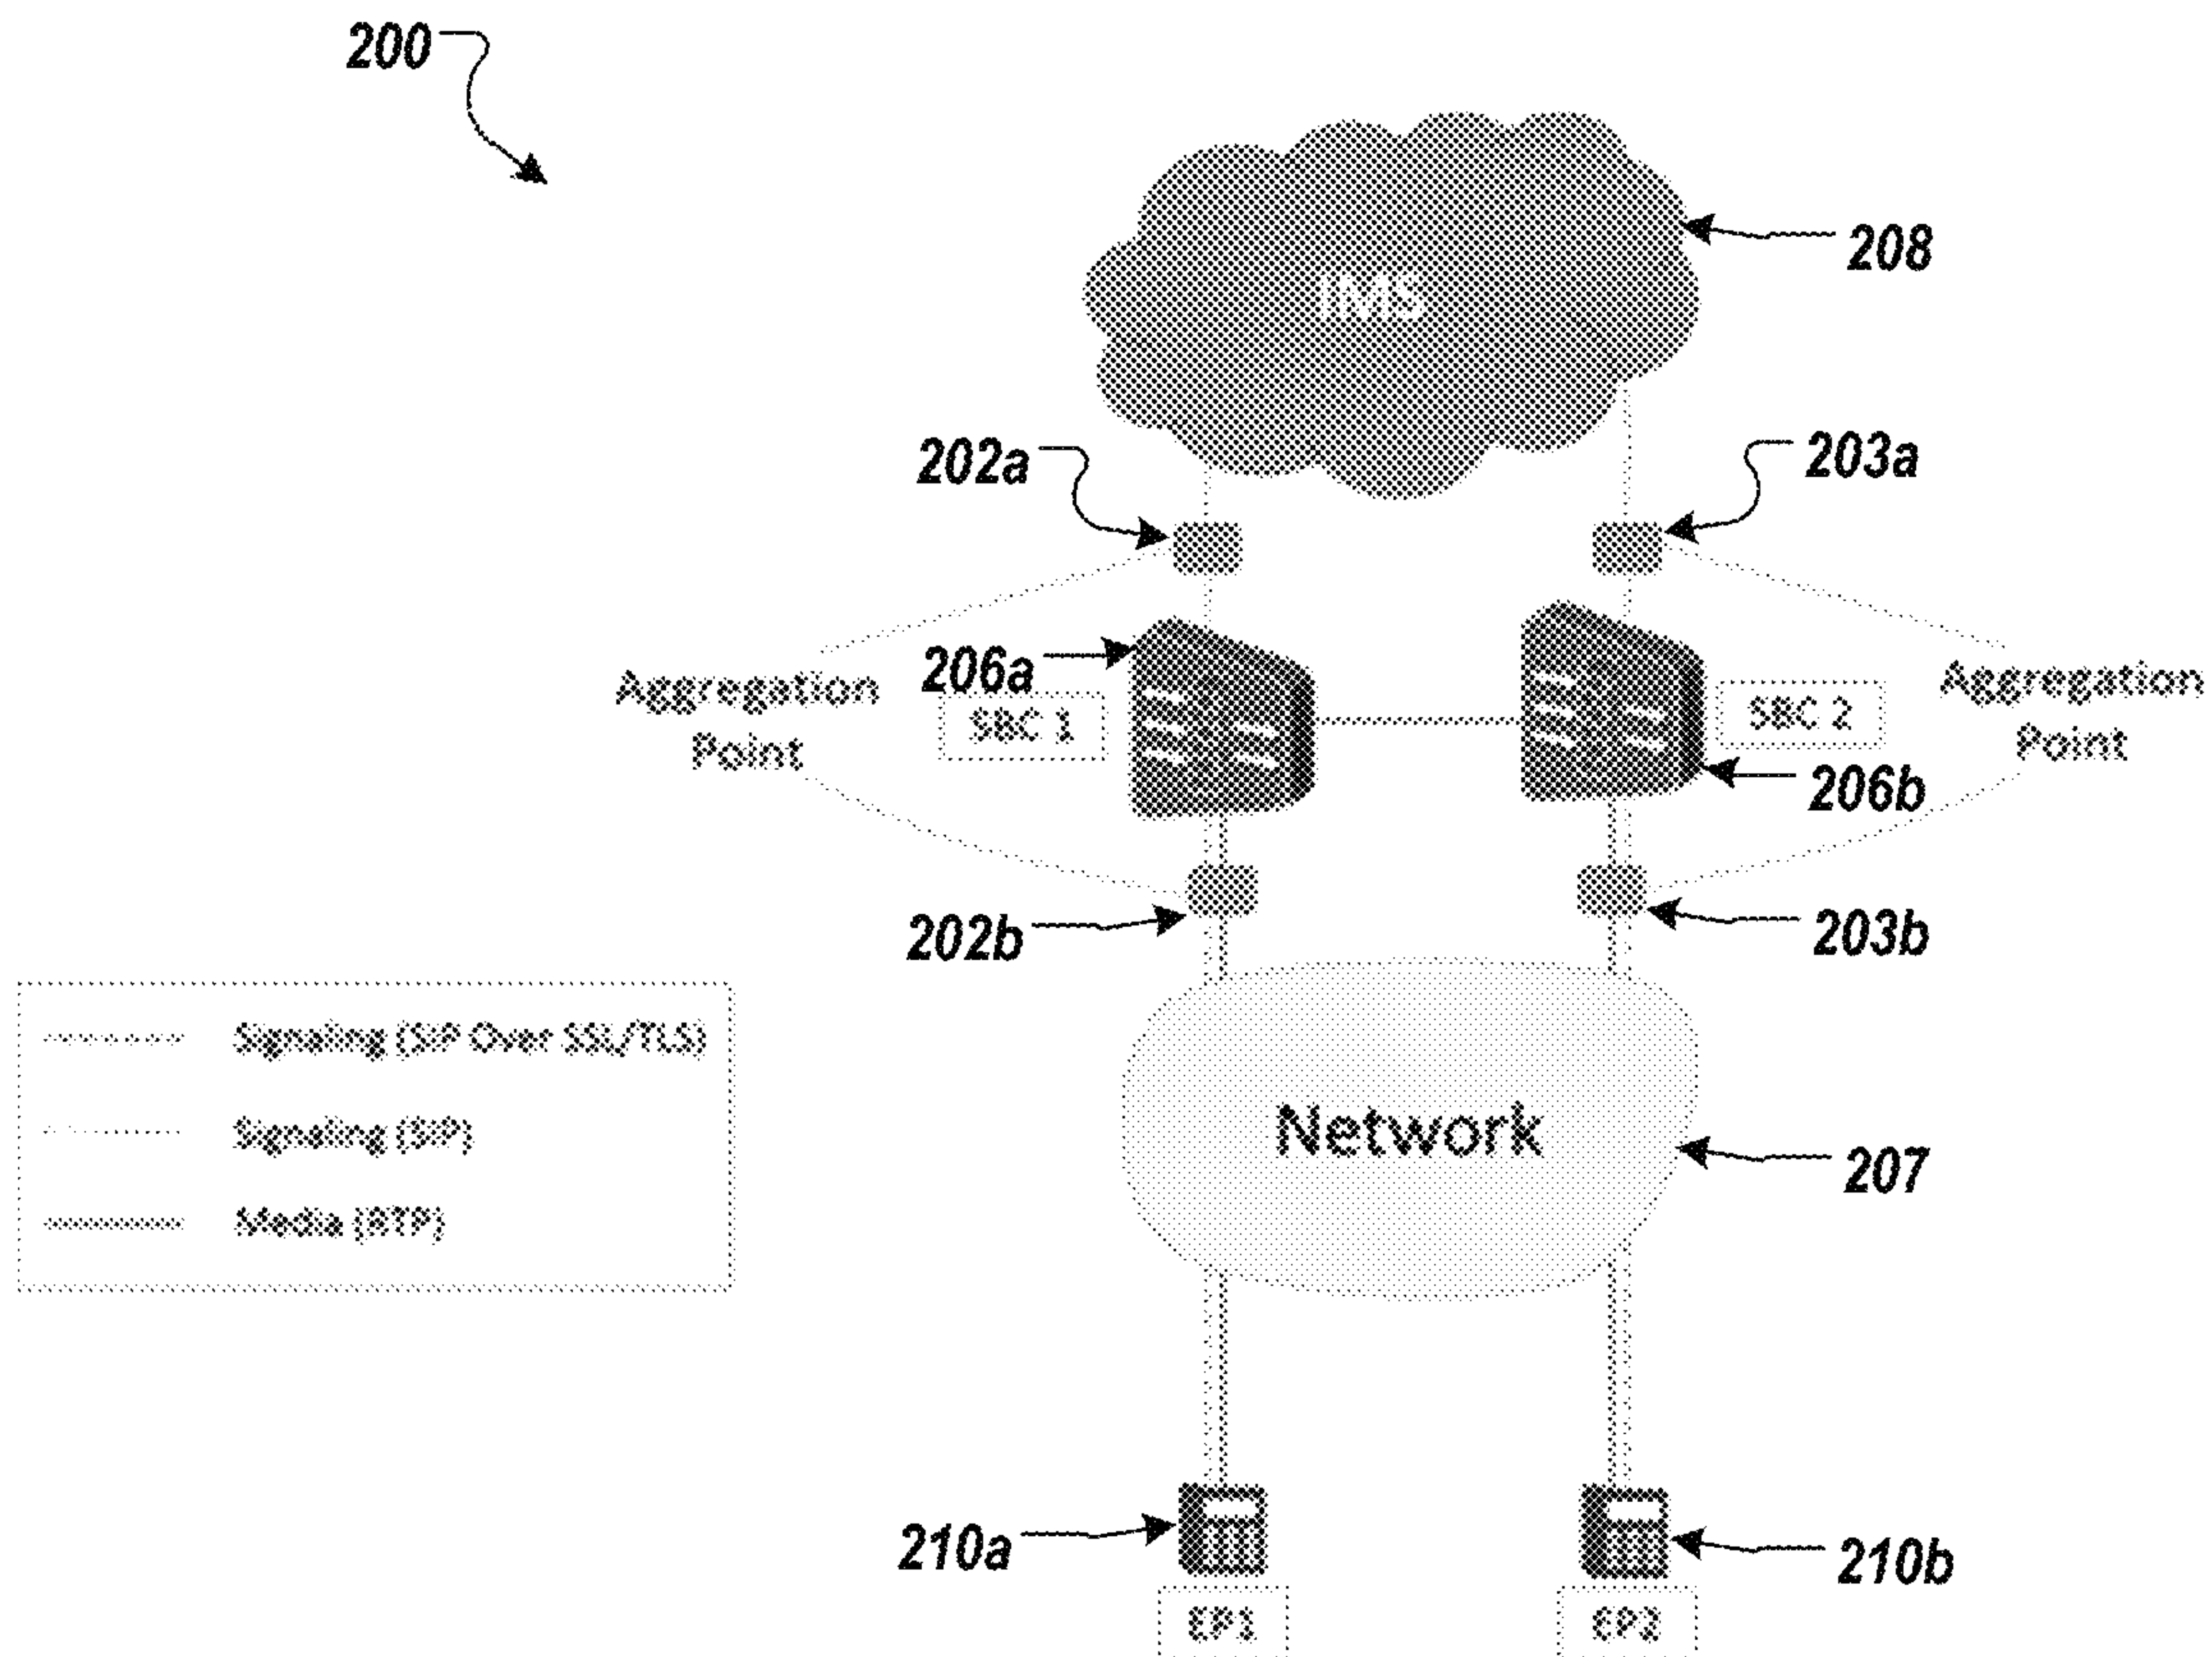 200
IMS
208
202a
203a
206a
Aggregation
Point
SBC 1
SBC 2
Aggregation
Point
206b
202b
203b
Signaling (SIP Over SSL/TLS)
Signaling (SIP)
Media (RTP)
Network
207
210a
210b
EP1
EP2